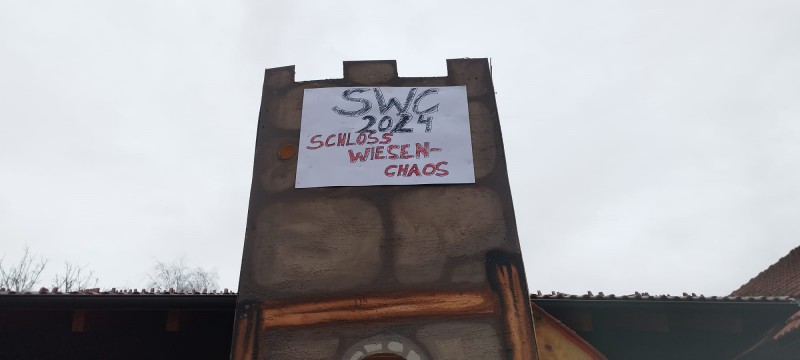 SWC
2024
SCHLOSS
WIESEN-
CHAOS